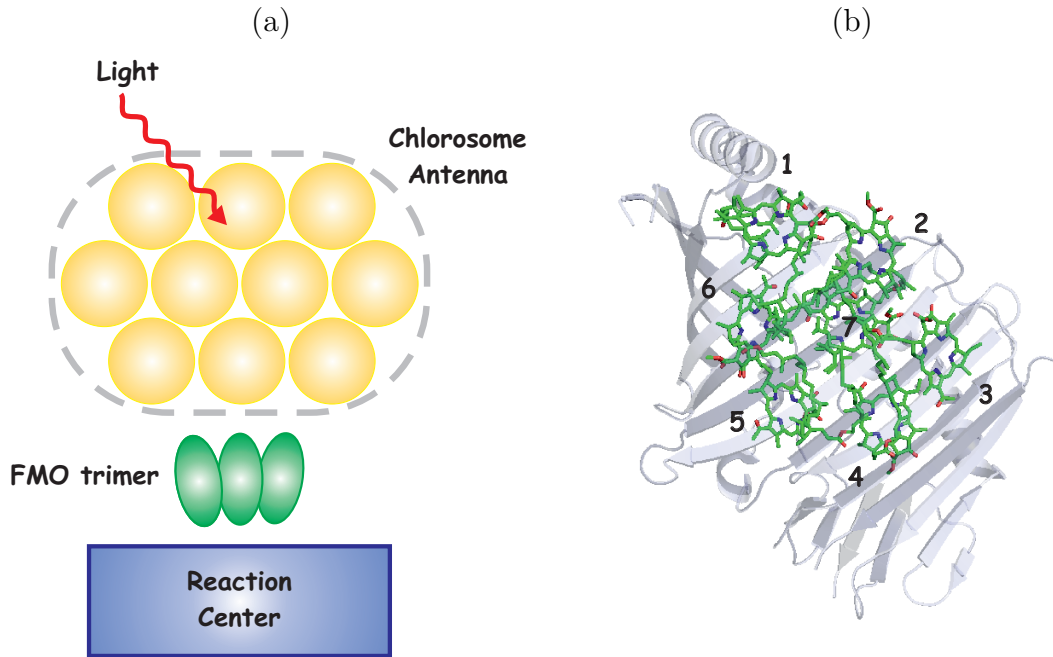 (a)
Light
Chlorosome
Antenna
FMO trimer
Reaction
Center
(b)
1
2
6
7
3
5
4